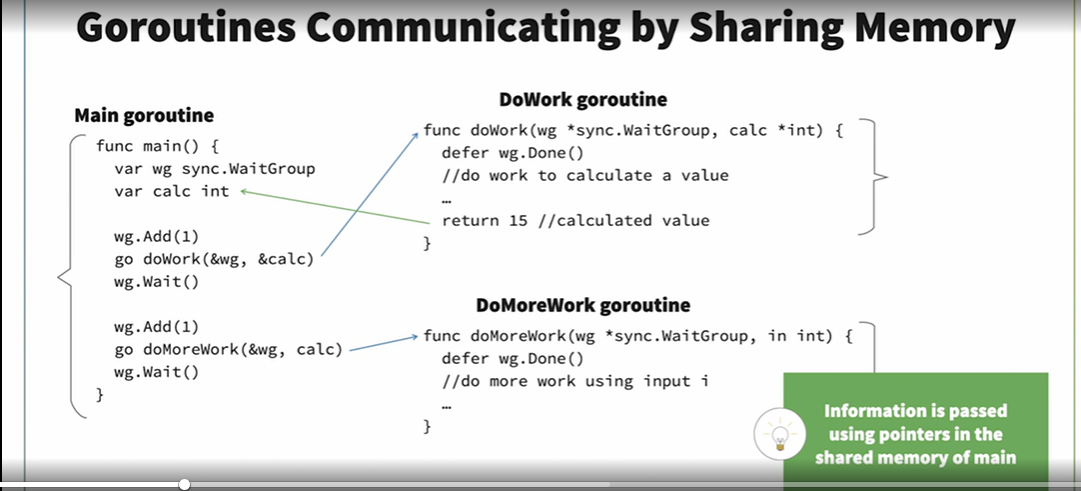 Goroutines Communicating by Sharing Memory
Main goroutine
func main() {
var wg sync.WaitGroup
var calc int
wg.Add(1)
go doWork(&wg, &calc)
wg.Wait()
wg.Add(1)
go doMoreWork(&wg, calc)
wg.Wait()
}
DoWork goroutine
func doWork(wg *sync.WaitGroup, calc *int) {
defer wg.Done()
//do work to calculate a value
…
return 15 //calculated value
}
DoMoreWork goroutine
func doMoreWork(wg *sync.WaitGroup, in int) {
defer wg.Done()
//do more work using input i
…
}
Information is passed
using pointers in the
shared memory of main